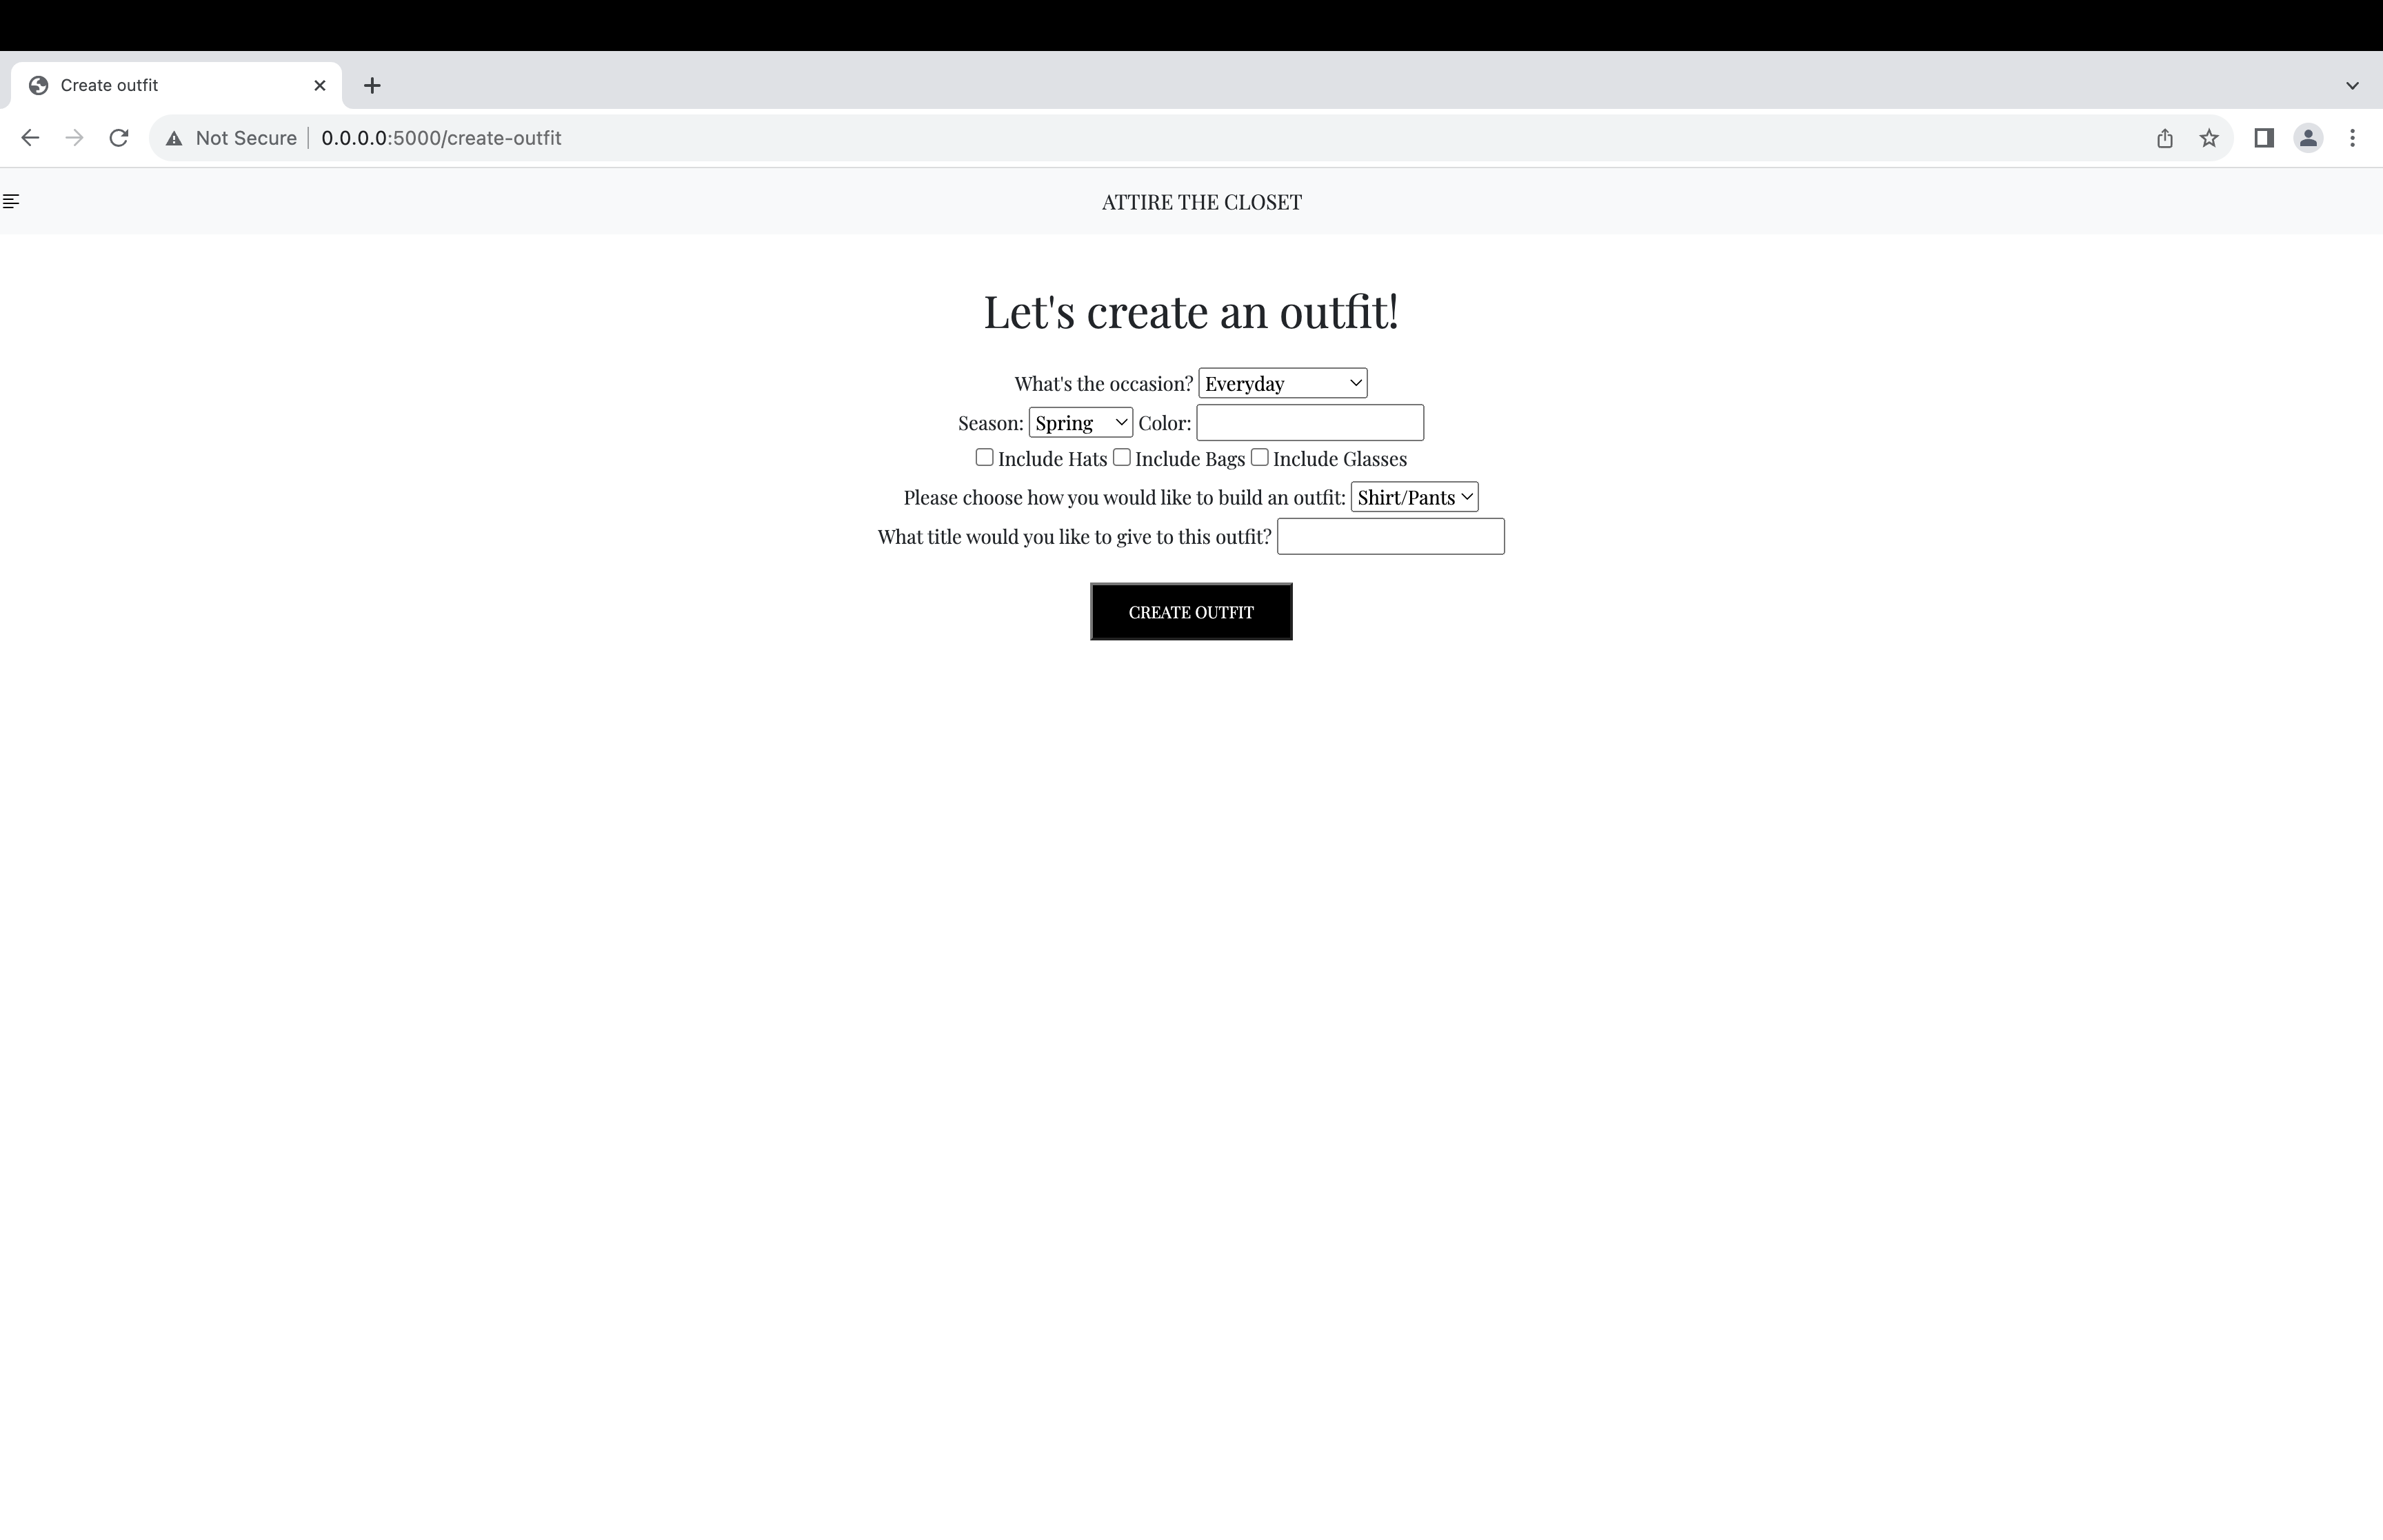 Create outfit
Not Secure | 0.0.0.0:5000/create-outfit
ATTIRE THE CLOSET
Let's create an outfit!
What's the occasion? Everyday
Season: Spring Color:
Include Hats Include Bags Include Glasses
Please choose how you would like to build an outfit: Shirt/Pants
What title would you like to give to this outfit?
CREATE OUTFIT